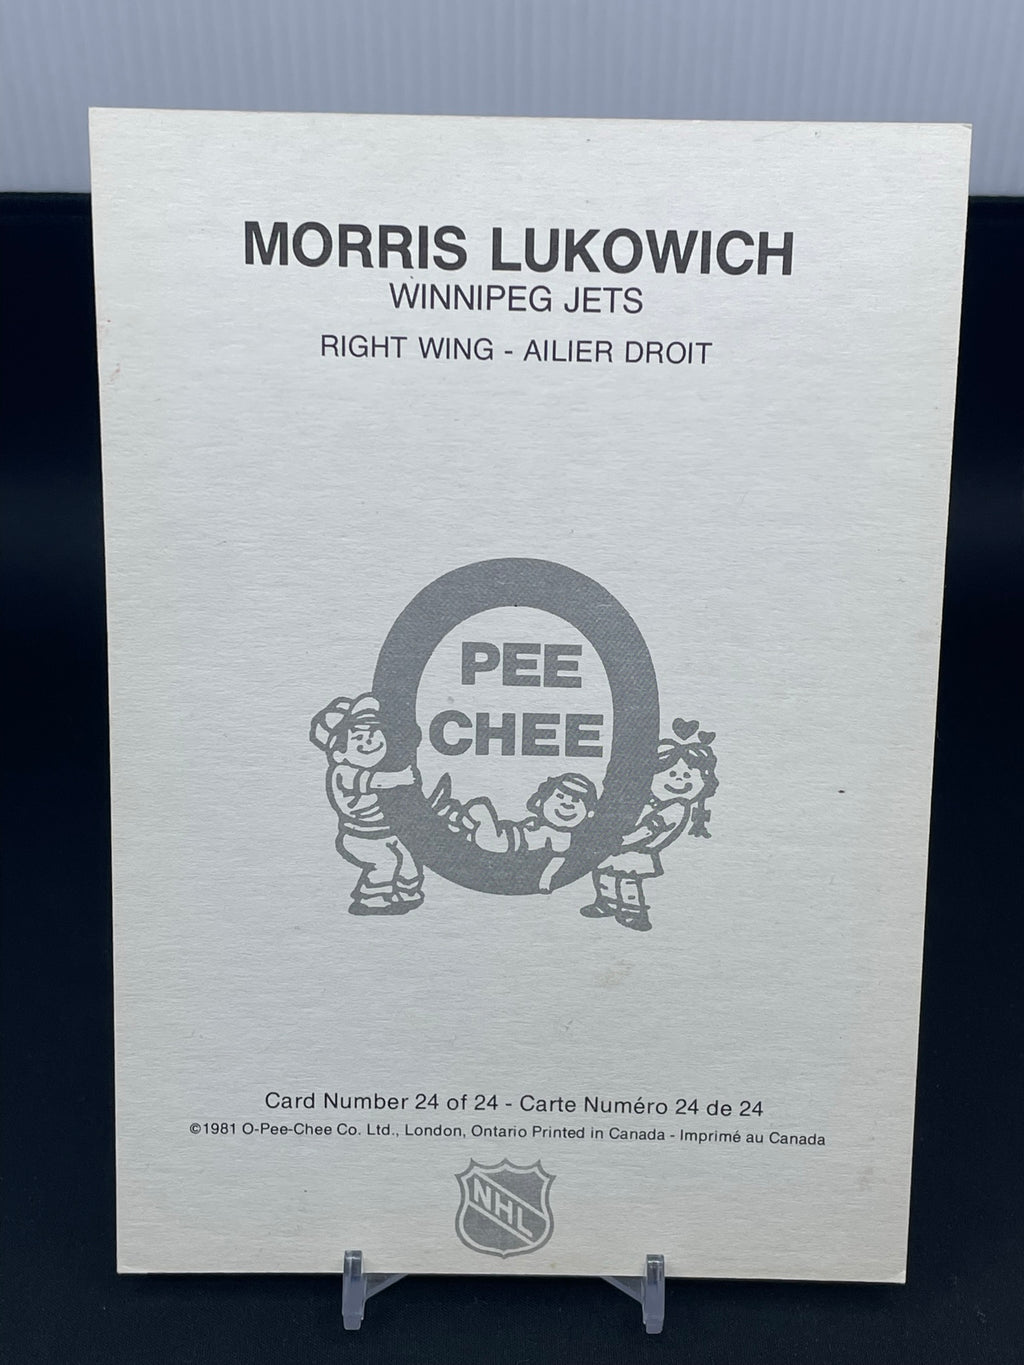 MORRIS LUKOWICH
WINNIPEG JETS
RIGHT WING - AILIER DROIT
O
PEE
CHEE
Card Number 24 of 24 - Carte Numéro 24 de 24
©1981 O-Pee-Chee Co. Ltd., London, Ontario Printed in Canada - Imprimé au Canada
NHL